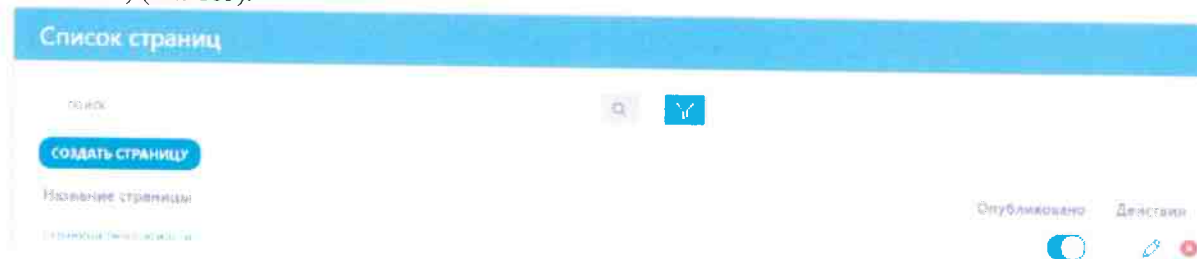 Список страниц
поиск
СОЗДАТЬ СТРАНИЦУ
Название страницы
Опубликовано Действия